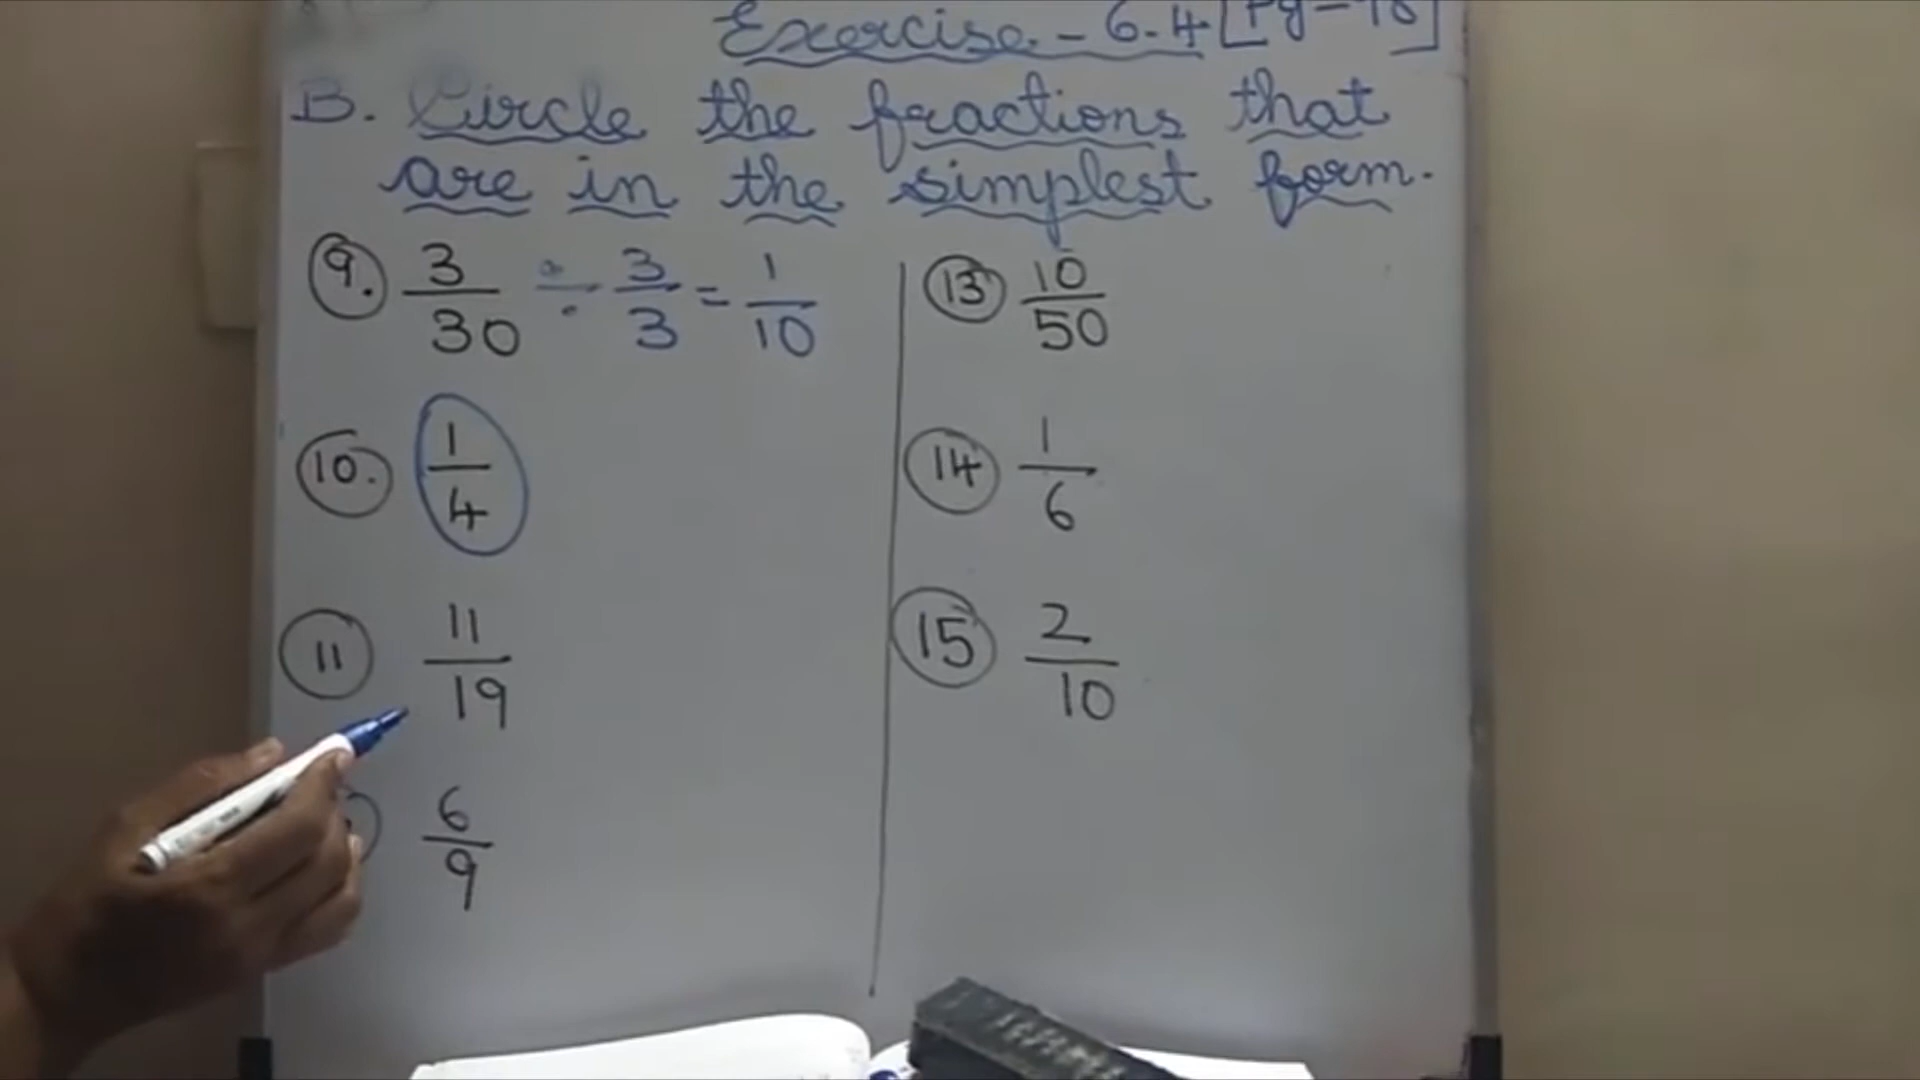 Exercise - 6.4
B. Circle the fractions that
are in the simplest form.
9. 3/30 ÷ 3/3 = 1/10
10. 1/4
11 11/19
6/9
13 10/50
14 1/6
15 2/10